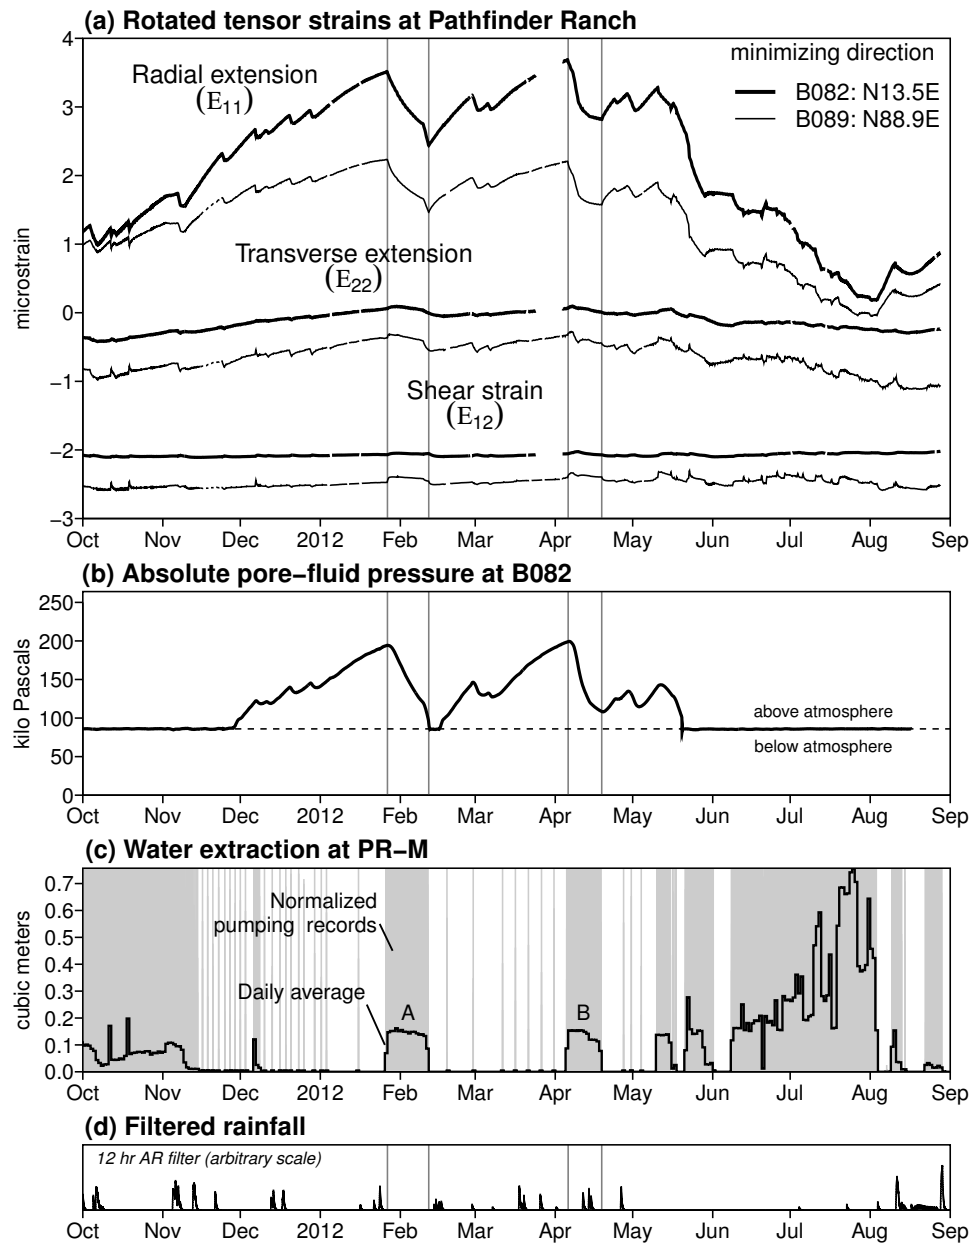 (a) Rotated tensor strains at Pathfinder Ranch
4
3
2
1
0
−1
−2
−3
microstrain
Radial extension
(E11)
minimizing direction
B082: N13.5E
B089: N88.9E
Transverse extension
(E22)
Shear strain
(E12)
Oct Nov Dec 2012 Feb Mar Apr May Jun Jul Aug Sep
(b) Absolute pore−fluid pressure at B082
250
200
150
100
50
0
kilo Pascals
above atmosphere
below atmosphere
Oct Nov Dec 2012 Feb Mar Apr May Jun Jul Aug Sep
(c) Water extraction at PR−M
0.7
0.6
0.5
0.4
0.3
0.2
0.1
0.0
cubic meters
Normalized
pumping records
Daily average
A
B
Oct Nov Dec 2012 Feb Mar Apr May Jun Jul Aug Sep
(d) Filtered rainfall
12 hr AR filter (arbitrary scale)
Oct Nov Dec 2012 Feb Mar Apr May Jun Jul Aug Sep